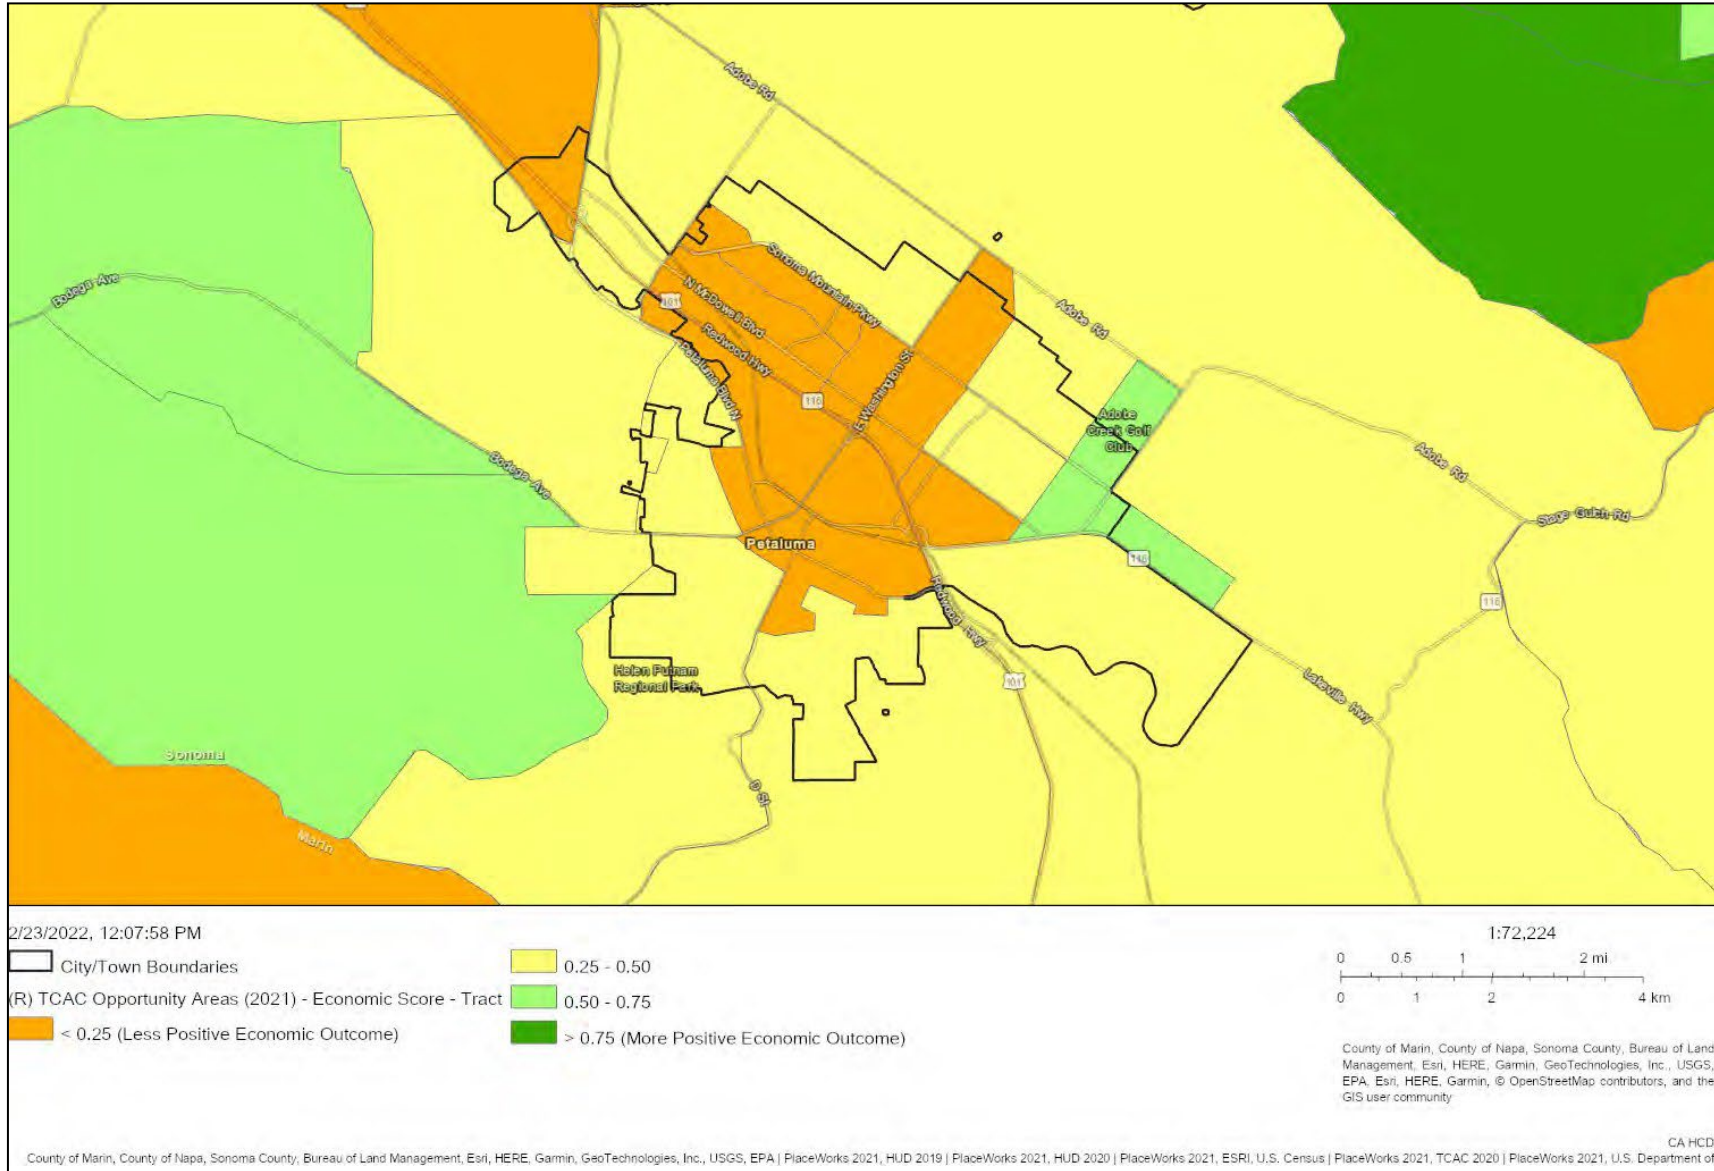 Adobe Rd
Sonoma Mountain Pkwy
Bodega Ave
101
N McDowell Blvd
Redwood Hwy
Adobe Rd
Petaluma Blvd N
E Washington St
116
Adobe
Creek Golf
Club
Bodega Ave
Adobe Rd
Stage Gulch Rd
Petaluma
116
Redwood Hwy
116
Helen Putnam
Regional Park
101
Lakeville Hwy
Sonoma
D St
Marin
2/23/2022, 12:07:58 PM
City/Town Boundaries
(R) TCAC Opportunity Areas (2021) - Economic Score - Tract
< 0.25 (Less Positive Economic Outcome)
0.25 - 0.50
0.50 - 0.75
> 0.75 (More Positive Economic Outcome)
1:72,224
0 0.5 1 2 mi
0 1 2 4 km
County of Marin, County of Napa, Sonoma County, Bureau of Land
Management, Esri, HERE, Garmin, GeoTechnologies, Inc., USGS,
EPA, Esri, HERE, Garmin, © OpenStreetMap contributors, and the
GIS user community
CA HCD
County of Marin, County of Napa, Sonoma County, Bureau of Land Management, Esri, HERE, Garmin, GeoTechnologies, Inc., USGS, EPA | PlaceWorks 2021, HUD 2019 | PlaceWorks 2021, HUD 2020 | PlaceWorks 2021, ESRI, U.S. Census | PlaceWorks 2021, TCAC 2020 | PlaceWorks 2021, U.S. Department of